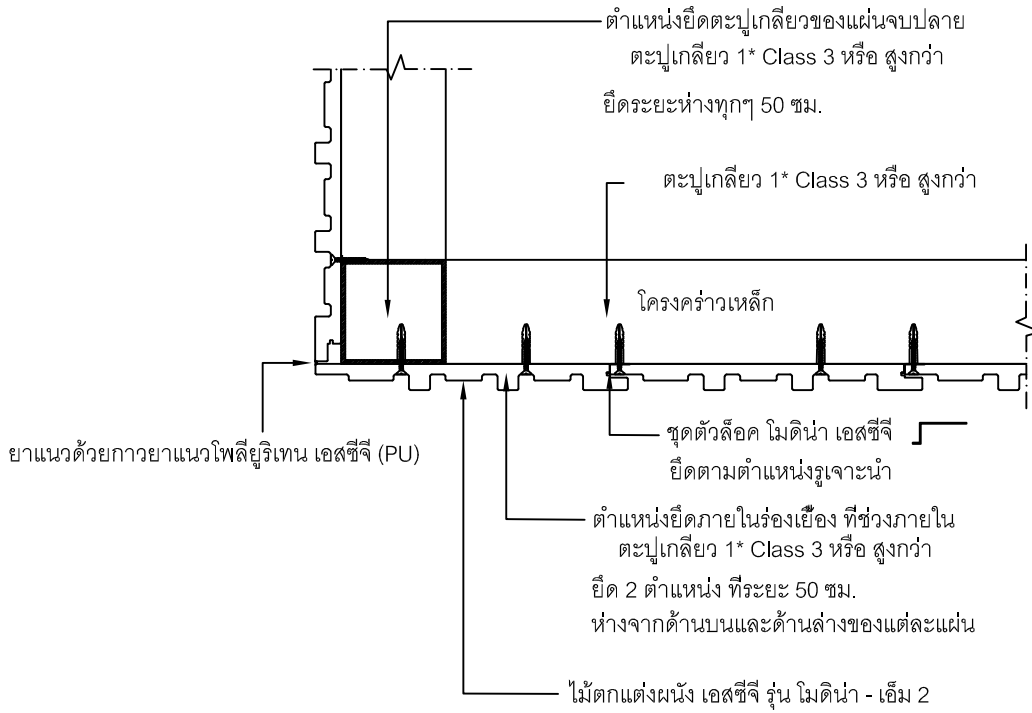 ตำแหน่งยึดตะปูเกลียวของแผ่นจบปลาย
ตะปูเกลียว 1* Class 3 หรือ สูงกว่า
ยึดระยะห่างทุกๆ 50 ซม.
ตะปูเกลียว 1* Class 3 หรือ สูงกว่า
โครงคร่าวเหล็ก
ชุดตัวล็อค โมดิน่า เอสซีจี
ยึดตามตำแหน่งรูเจาะนำ
ยาแนวด้วยกาวยาแนวโพลียูริเทน เอสซีจี (PU)
ตำแหน่งยึดภายในร่องเยื้อง ที่ช่วงภายใน
ตะปูเกลียว 1* Class 3 หรือ สูงกว่า
ยึด 2 ตำแหน่ง ที่ระยะ 50 ซม.
ห่างจากด้านบนและด้านล่างของแต่ละแผ่น
ไม้ตกแต่งผนัง เอสซีจี รุ่น โมดิน่า - เอ็ม 2